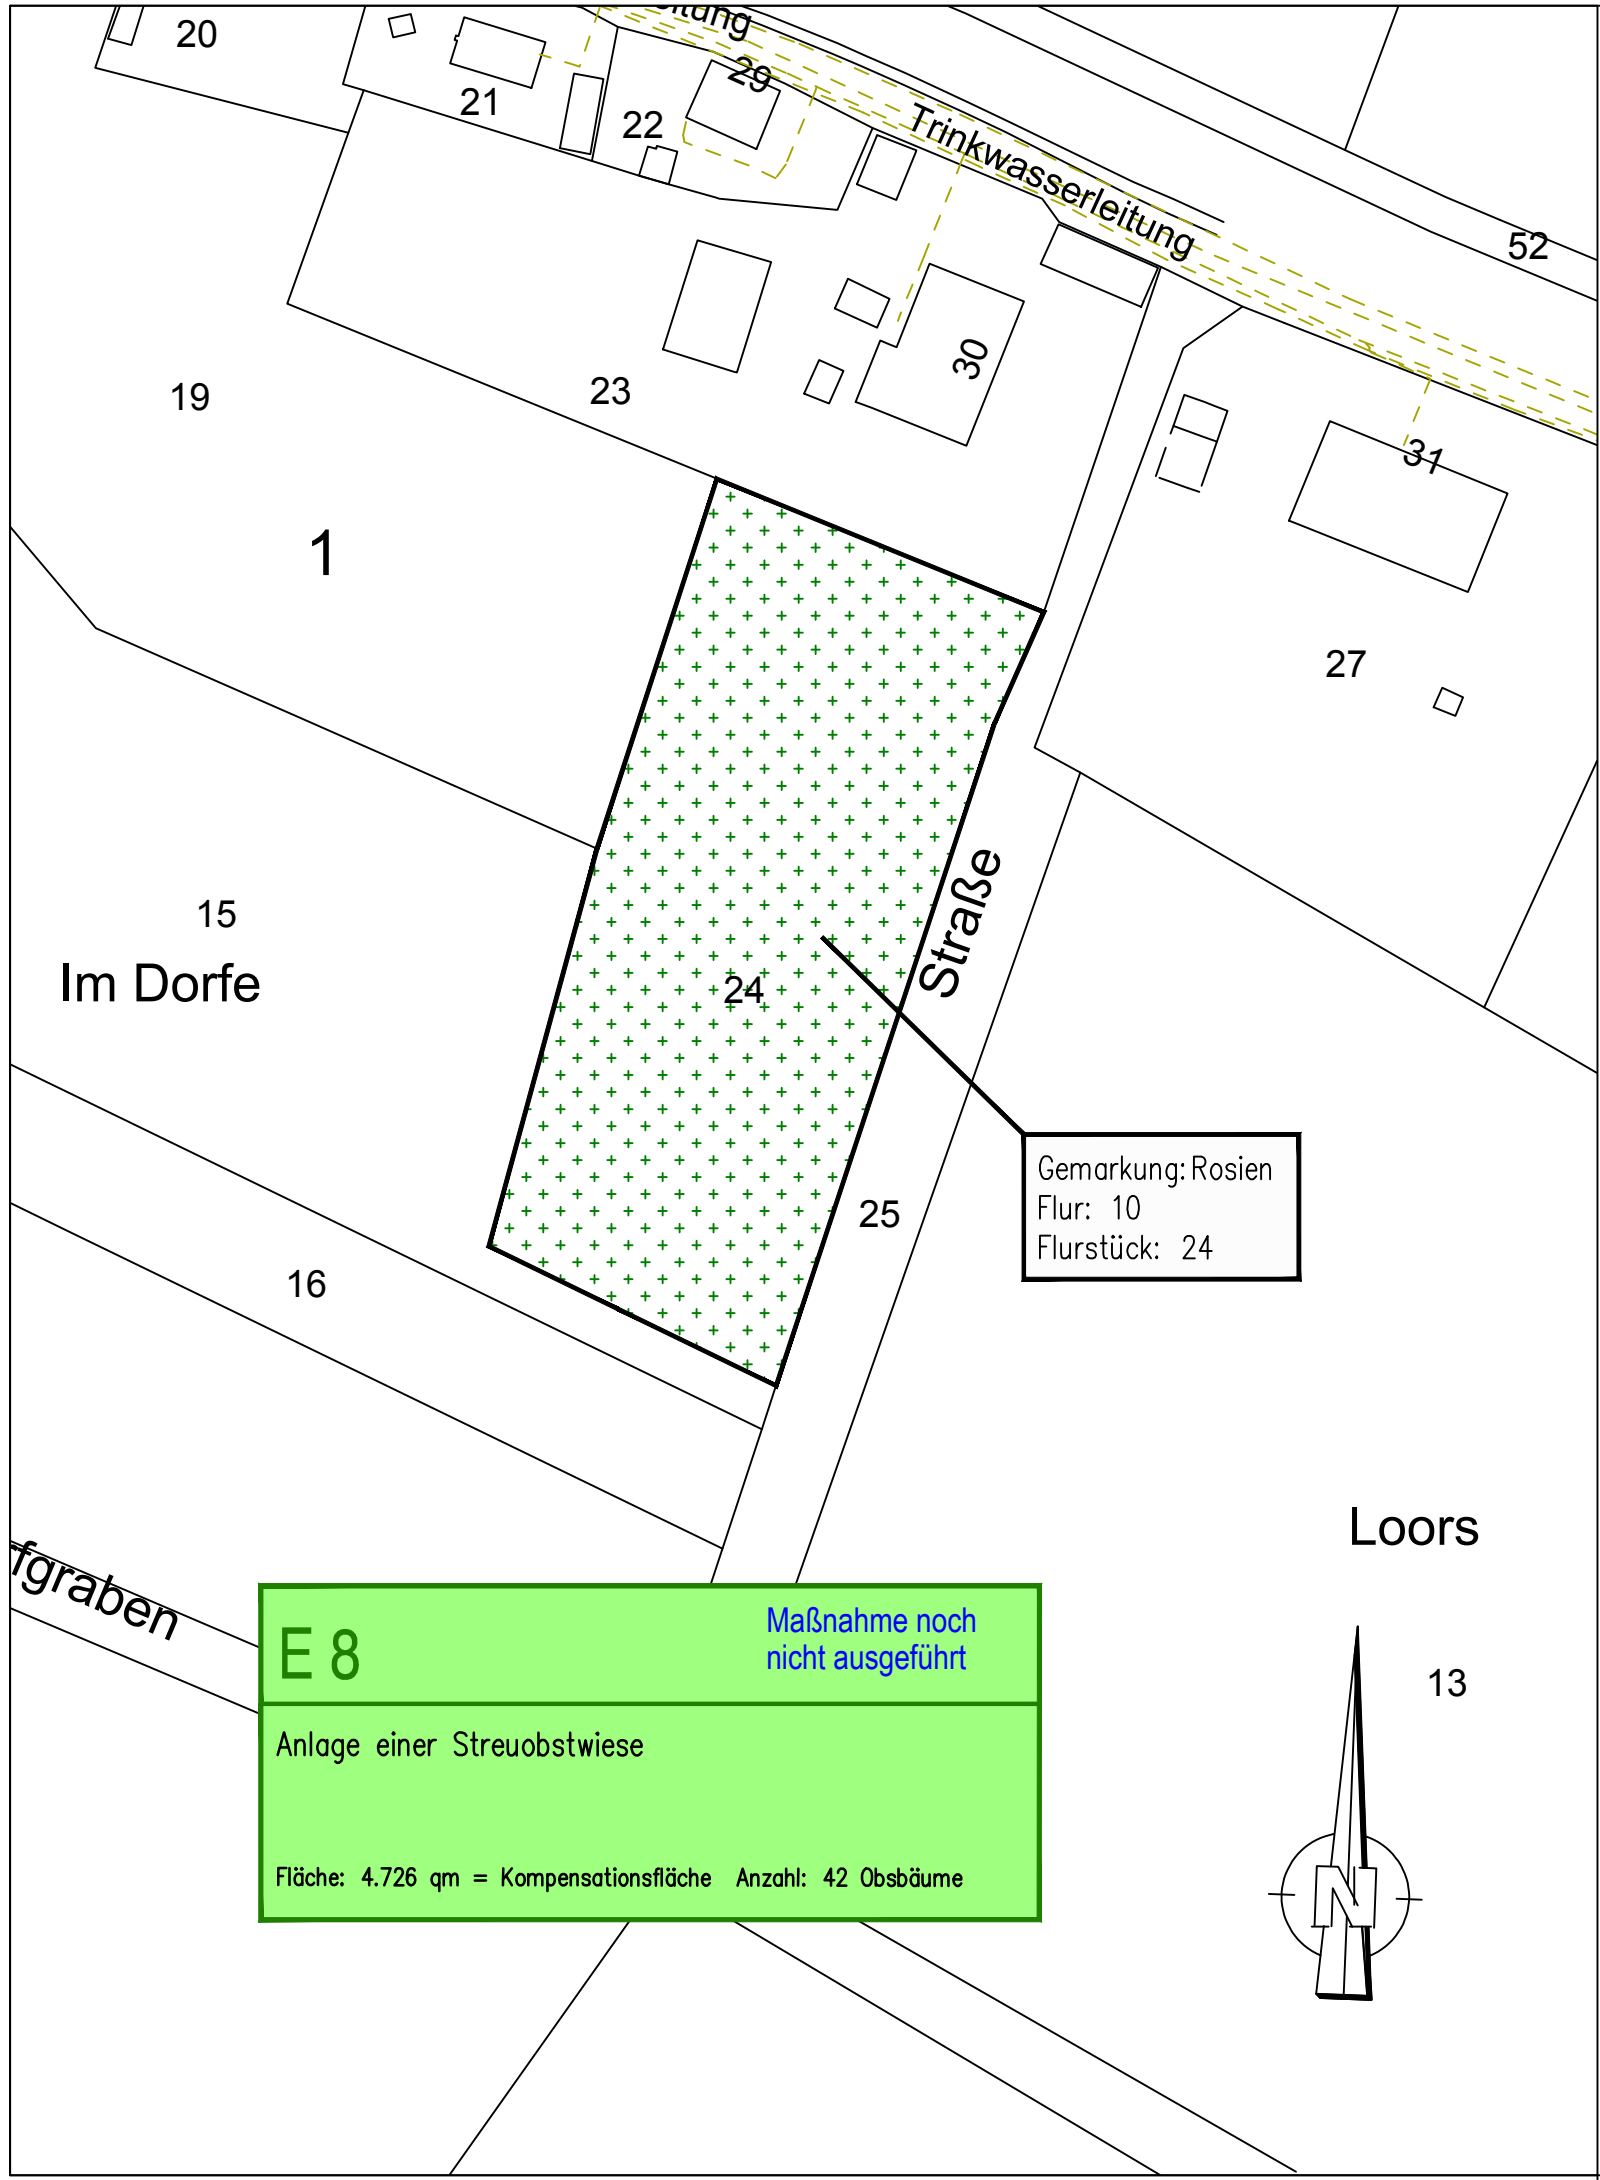 eitung
20
29
21
22
Trinkwasserleitung
52
30
23
19
31
1
27
15
Straße
Im Dorfe
24
Gemarkung: Rosien
Flur: 10
Flurstück: 24
25
16
Loors
rfgraben
E 8
Maßnahme noch
nicht ausgeführt
13
Anlage einer Streuobstwiese
Fläche: 4.726 qm = Kompensationsfläche Anzahl: 42 Obsbäume
N